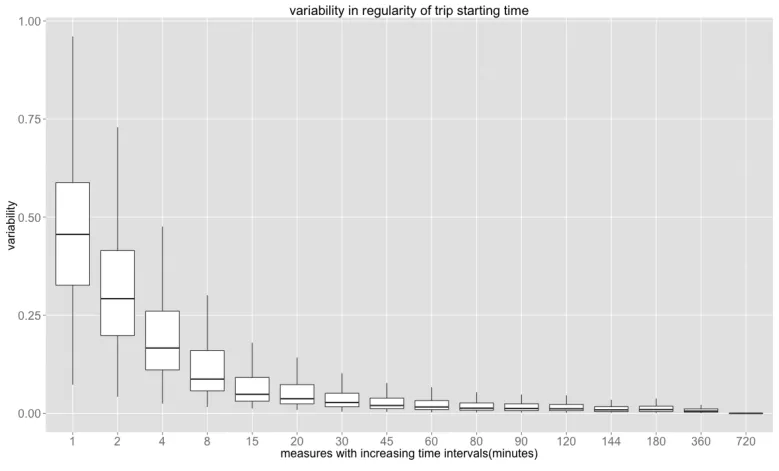 variability in regularity of trip starting time
1.00
0.75
0.50
0.25
0.00
variability
1 2 4 8 15 20 30 45 60 80 90 120 144 180 360 720
measures with increasing time intervals(minutes)